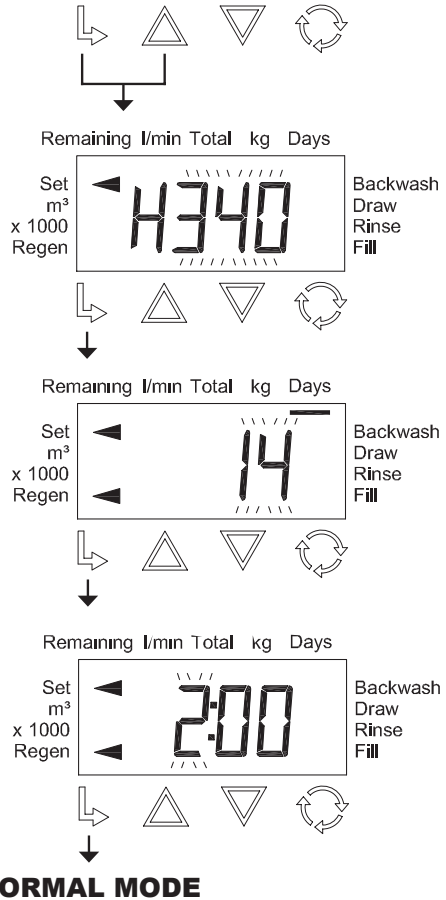 Remaining l/min Total kg Days
Set Backwash
m³ Draw
x 1000 Rinse
Regen Fill
H340
Remaining l/min Total kg Days
Set Backwash
m³ Draw
x 1000 Rinse
Regen Fill
14
Remaining l/min Total kg Days
Set Backwash
m³ Draw
x 1000 Rinse
Regen Fill
2:00
ORMAL MODE